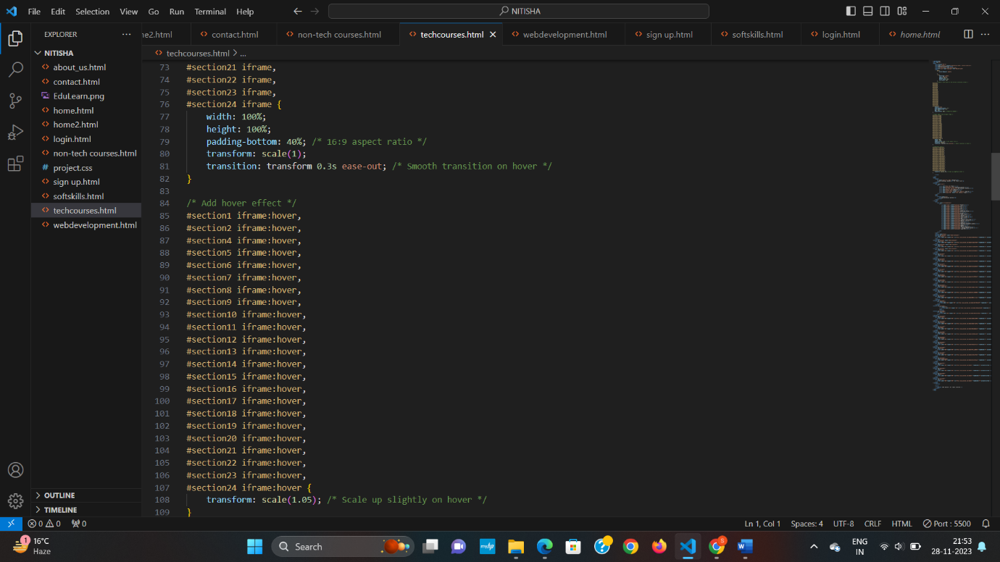 File Edit Selection View Go Run Terminal Help
NITISHA
EXPLORER
me2.html contact.html non-tech courses.html techcourses.html webdevelopment.html sign up.html softskills.html login.html home.html
techcourses.html > ...
NITISHA
about_us.html
contact.html
EduLearn.png
home.html
home2.html
login.html
non-tech courses.html
# project.css
sign up.html
softskills.html
techcourses.html
webdevelopment.html
OUTLINE
TIMELINE
73 #section21 iframe,
74 #section22 iframe,
75 #section23 iframe,
76 #section24 iframe {
77 width: 100%;
78 height: 100%;
79 padding-bottom: 40%; /* 16:9 aspect ratio */
80 transform: scale(1);
81 transition: transform 0.3s ease-out; /* Smooth transition on hover */
82 }
83
84 /* Add hover effect */
85 #section1 iframe:hover,
86 #section2 iframe:hover,
87 #section4 iframe:hover,
88 #section5 iframe:hover,
89 #section6 iframe:hover,
90 #section7 iframe:hover,
91 #section8 iframe:hover,
92 #section9 iframe:hover,
93 #section10 iframe:hover,
94 #section11 iframe:hover,
95 #section12 iframe:hover,
96 #section13 iframe:hover,
97 #section14 iframe:hover,
98 #section15 iframe:hover,
99 #section16 iframe:hover,
100 #section17 iframe:hover,
101 #section18 iframe:hover,
102 #section19 iframe:hover,
103 #section20 iframe:hover,
104 #section21 iframe:hover,
105 #section22 iframe:hover,
106 #section23 iframe:hover,
107 #section24 iframe:hover {
108 transform: scale(1.05); /* Scale up slightly on hover */
109 }
0 0 0
Ln 1, Col 1 Spaces: 4 UTF-8 CRLF HTML Port : 5500
1 16°C
Haze
Search
myhp
ENG
IN
21:53
28-11-2023